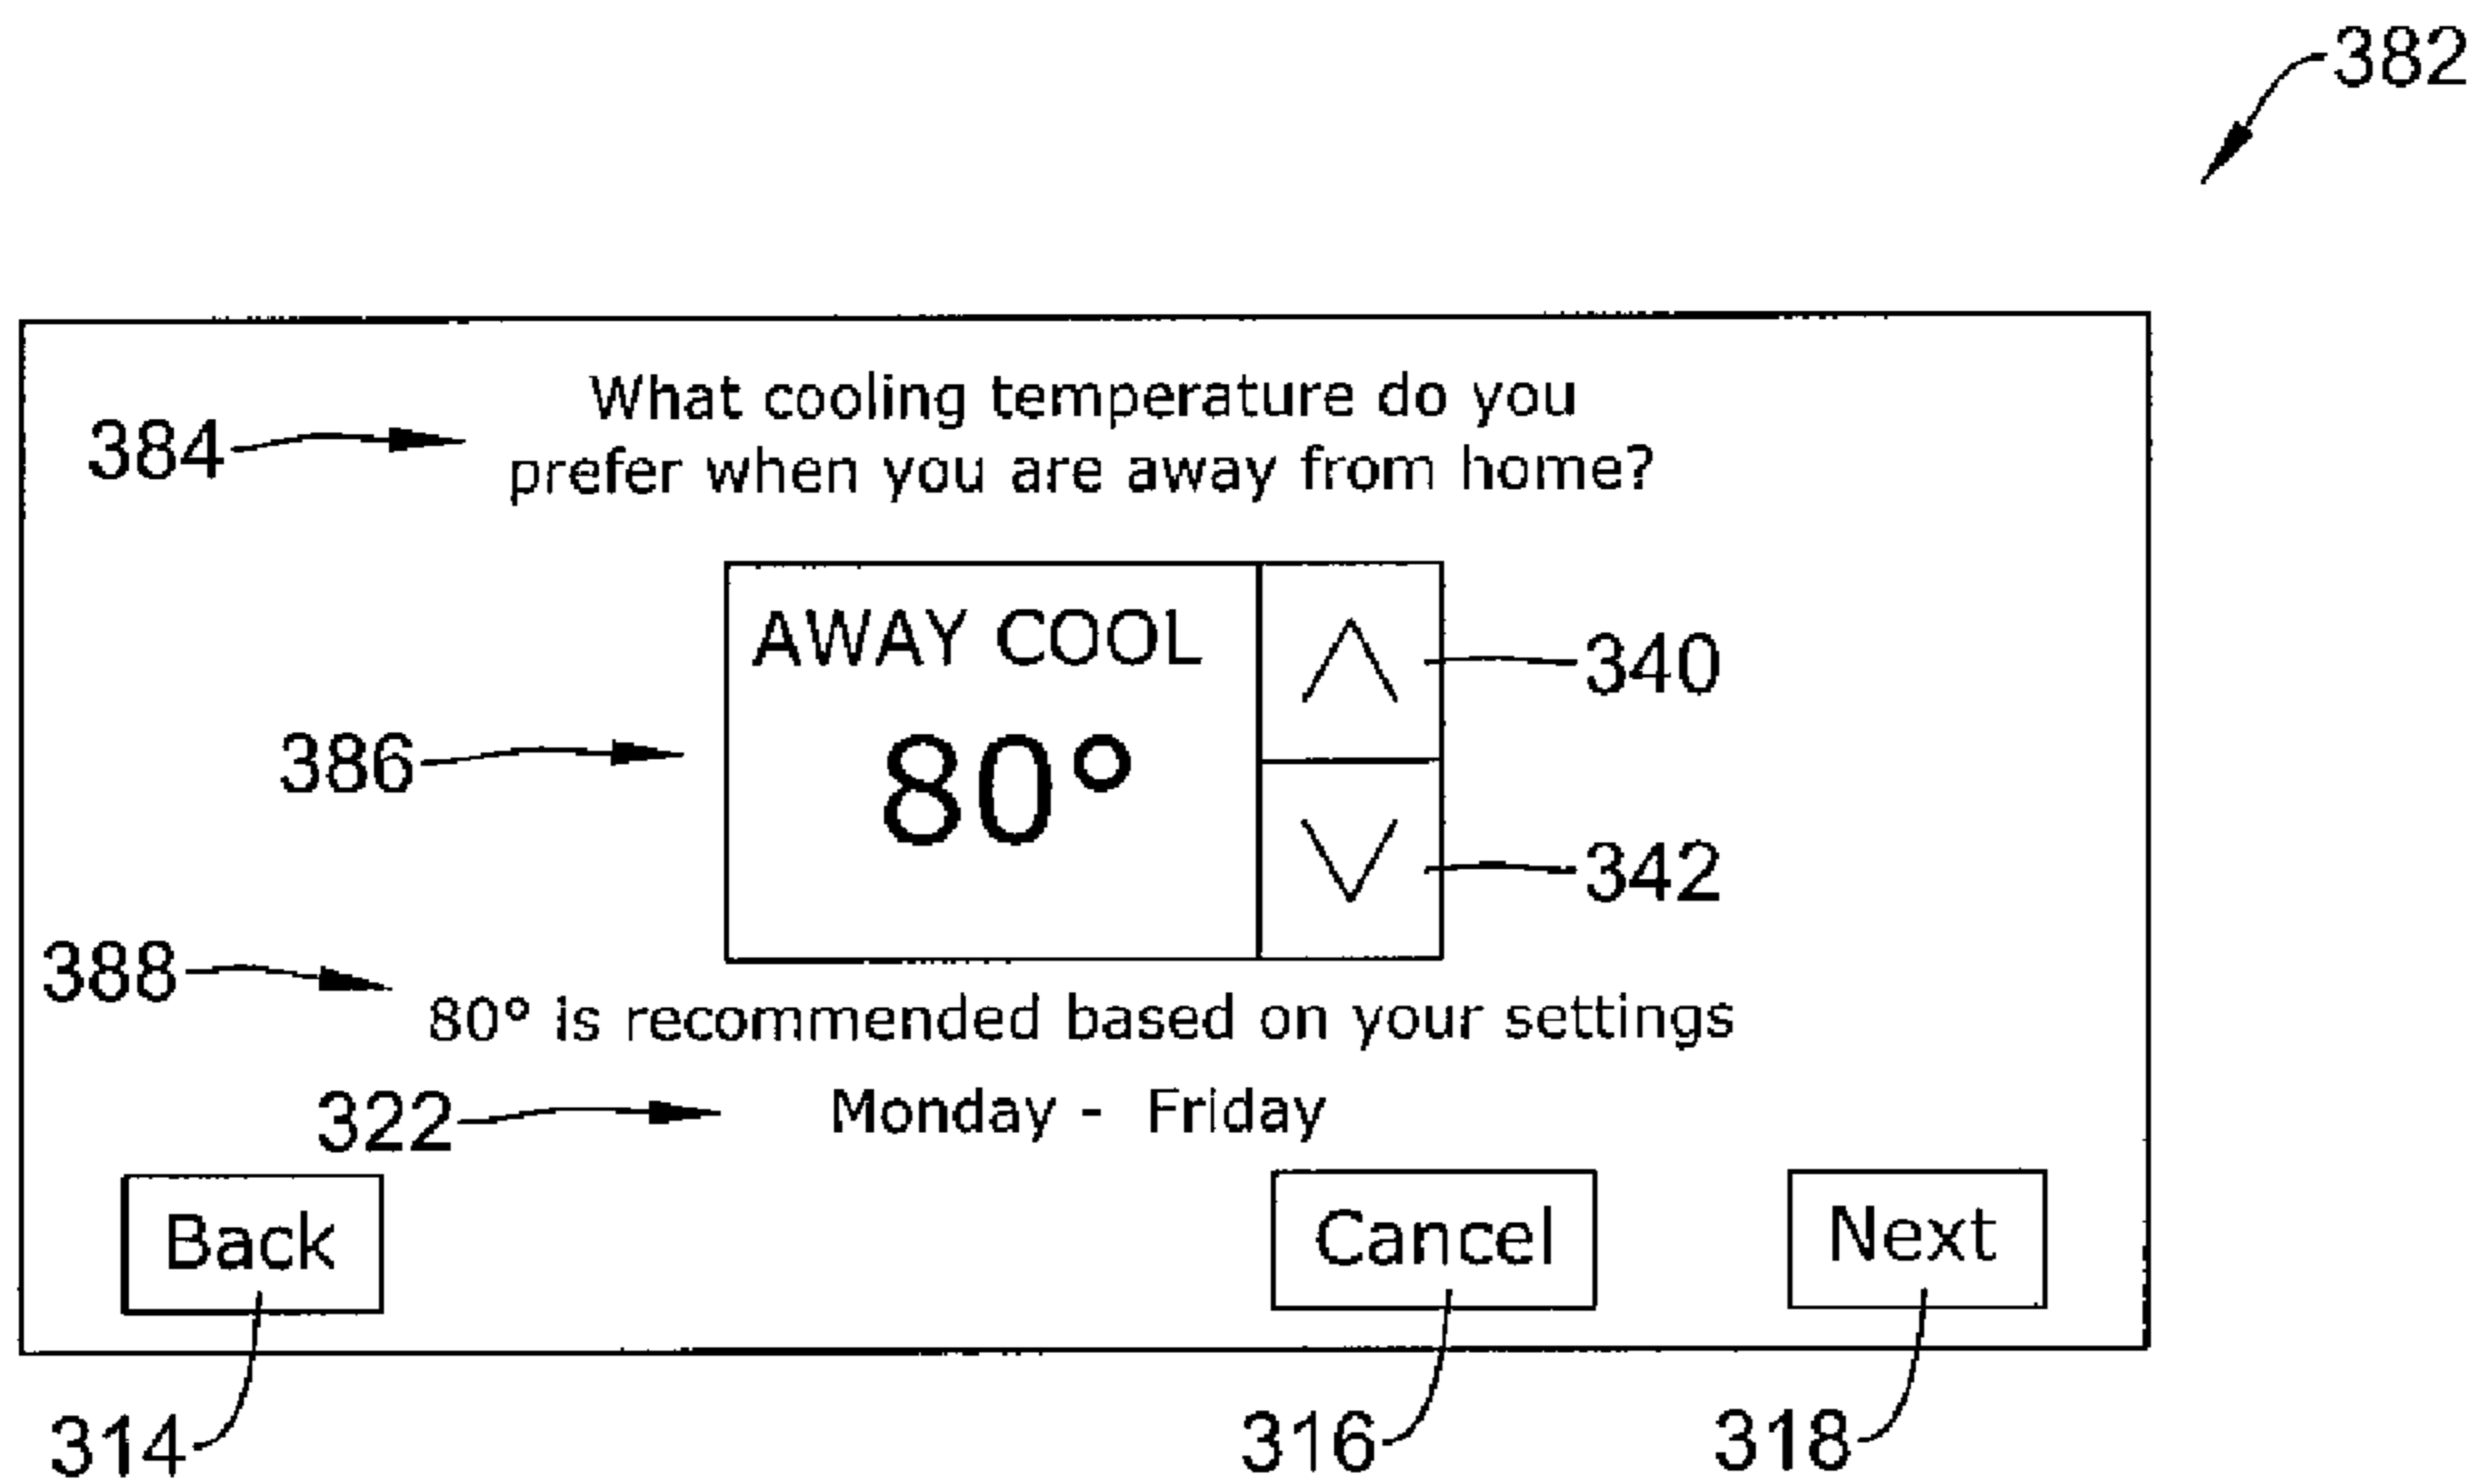 382
What cooling temperature do you
384
prefer when you are away from home?
AWAY COOL
340
386
80°
342
388
80° is recommended based on your settings
322
Monday - Friday
Back
Cancel
Next
314
316
318